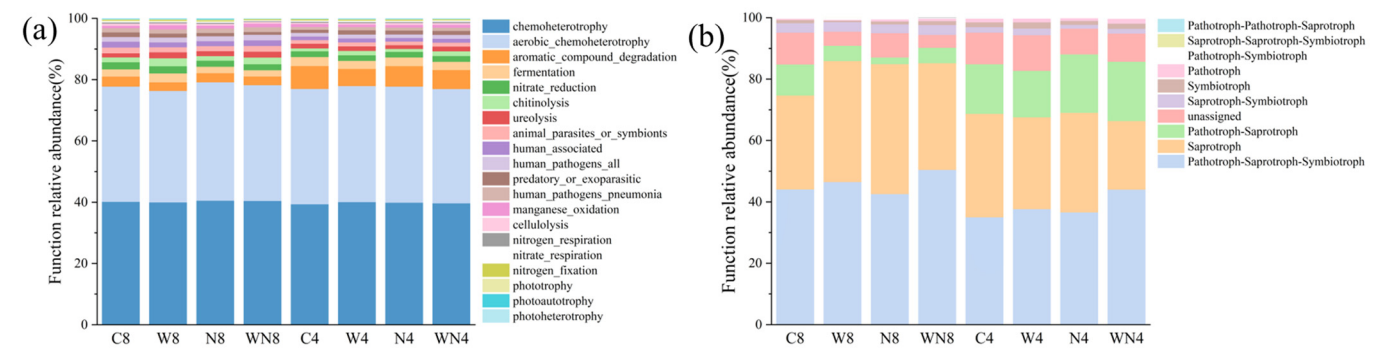 (a)
Function relative abundance(%)
100
80
60
40
20
0
C8 W8 N8 WN8 C4 W4 N4 WN4
chemoheterotrophy
aerobic_chemoheterotrophy
aromatic_compound_degradation
fermentation
nitrate_reduction
chitinolysis
ureolysis
animal_parasites_or_symbionts
human_associated
human_pathogens_all
predatory_or_exoparasitic
human_pathogens_pneumonia
manganese_oxidation
cellulolysis
nitrogen_respiration
nitrate_respiration
nitrogen_fixation
phototrophy
photoautotrophy
photoheterotrophy
(b)
Function relative abundance(%)
100
80
60
40
20
0
C8 W8 N8 WN8 C4 W4 N4 WN4
Pathotroph-Pathotroph-Saprotroph
Saprotroph-Saprotroph-Symbiotroph
Pathotroph-Symbiotroph
Pathotroph
Symbiotroph
Saprotroph-Symbiotroph
unassigned
Pathotroph-Saprotroph
Saprotroph
Pathotroph-Saprotroph-Symbiotroph